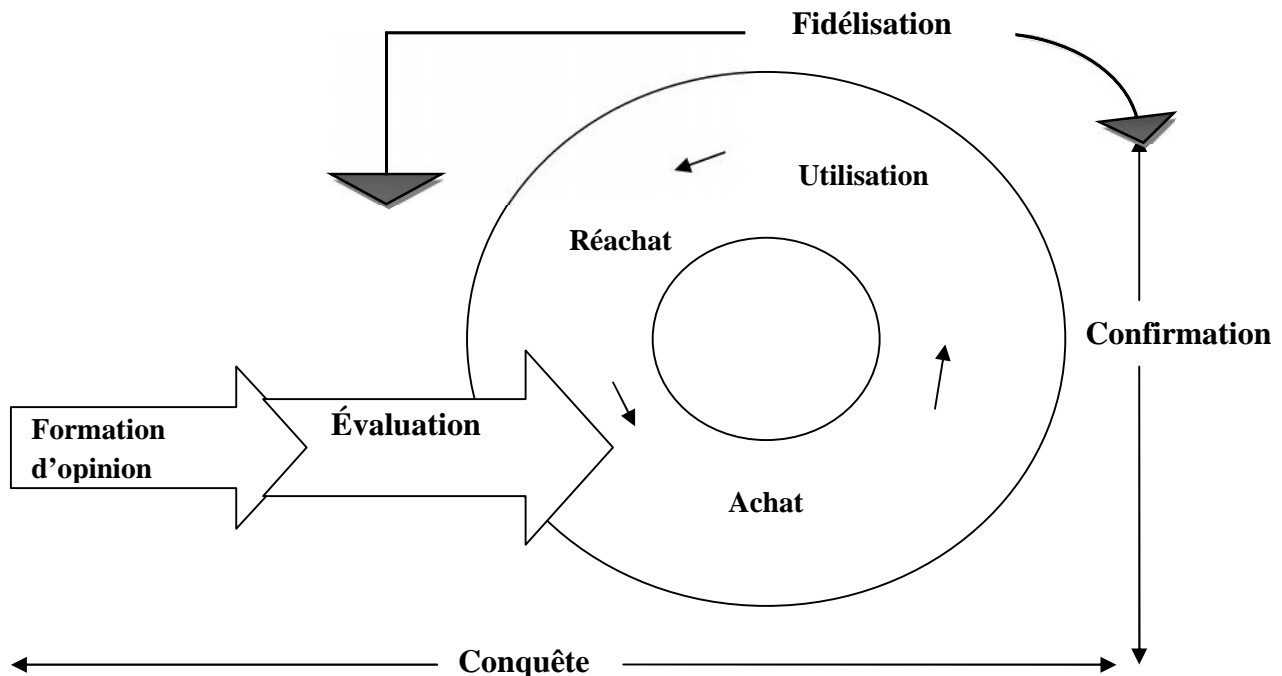 Fidélisation
Utilisation
Réachat
Confirmation
Évaluation
Formation
d’opinion
Achat
Conquête